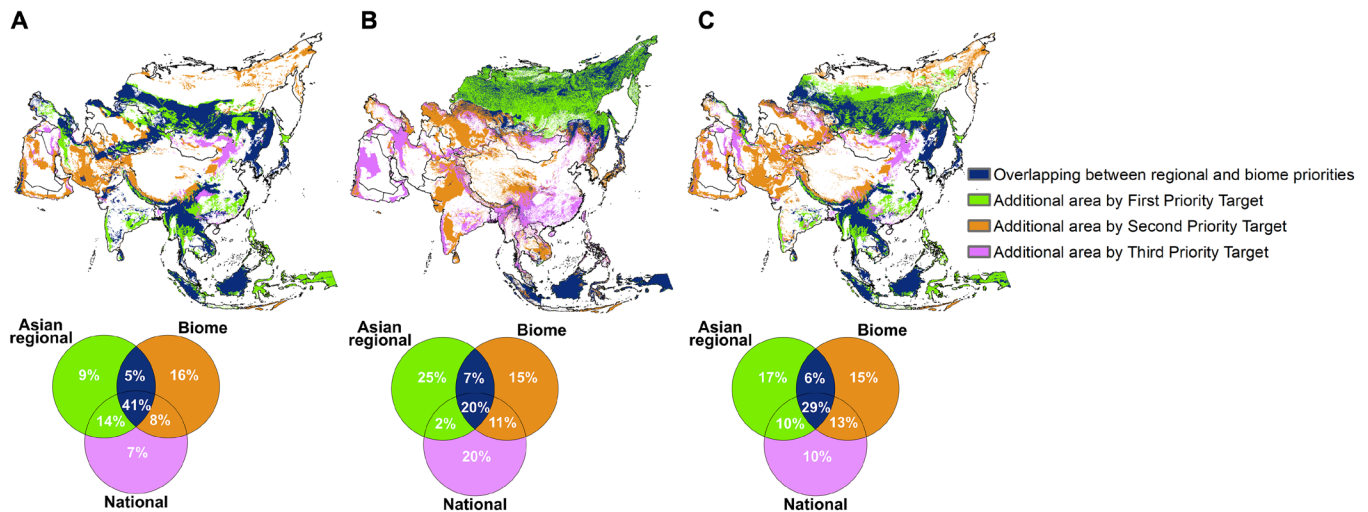 A
B
C
Overlapping between regional and biome priorities
Additional area by First Priority Target
Additional area by Second Priority Target
Additional area by Third Priority Target
Asian
regional
Biome
9%
5%
16%
41%
14%
8%
7%
National
Asian
regional
Biome
25%
7%
15%
20%
2%
11%
20%
National
Asian
regional
Biome
17%
6%
15%
29%
10%
13%
10%
National